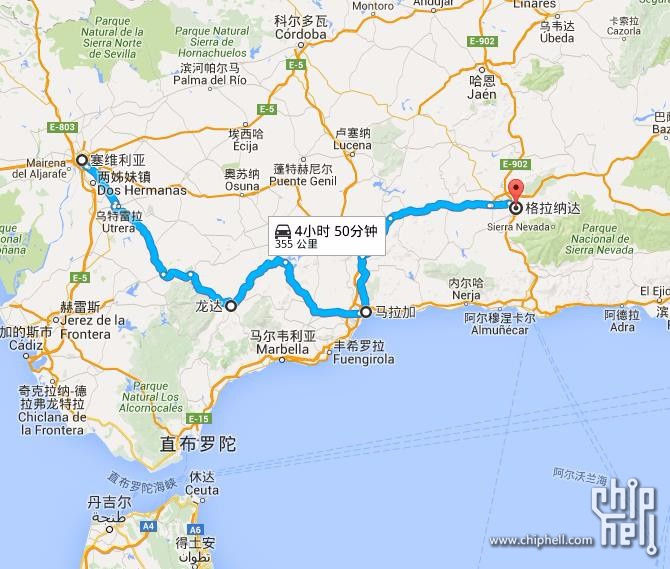 Montoro
Andújar
Linares
Parque
Natural de la
Sierra Norte
de Sevilla
Parque Natural
Sierra de
Hornachuelos
科尔多瓦
Córdoba
乌韦达
Úbeda
卡索拉
Cazorla
E-902
滨河帕尔马
Palma del Río
E-5
哈恩
Jaén
E-5
E-803
埃西哈
Écija
卢塞纳
Lucena
Mairena
del Aljarafe
塞维利亚
两姊妹镇
Dos Hermanas
奥苏纳
Osuna
蓬特赫尼尔
Puente Genil
E-902
乌特雷拉
Utrera
格拉纳达
Sierra Nevada
Parque
Nacional de
Sierra Nevada
4小时 50分钟
355 公里
E-5
赫雷斯
Jerez de la
Frontera
龙达
马拉加
内尔哈
Nerja
阿尔穆涅卡尔
Almuñécar
阿德拉
Adra
El Ejid
加的斯市
Cádiz
马尔韦利亚
Marbella
丰希罗拉
Fuengirola
奇克拉纳-德
拉弗龙特拉
Chiclana de
la Frontera
Parque
Natural Los
Alcornocales
E-15
直布罗陀
直布罗陀海峡
休达
Ceuta
阿尔沃兰海
丹吉尔
طنجة
A4
A6
得土安
تطوان
chip
hell
www.chiphell.com